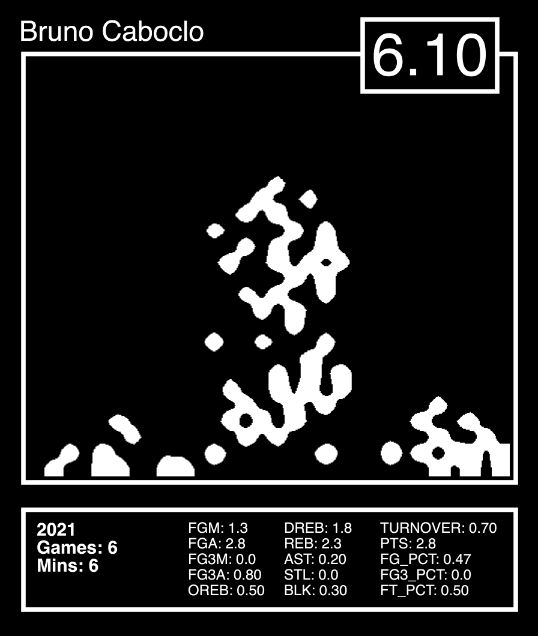 Bruno Caboclo
6.10
2021
Games: 6
Mins: 6
FGM: 1.3
FGA: 2.8
FG3M: 0.0
FG3A: 0.80
OREB: 0.50
DREB: 1.8
REB: 2.3
AST: 0.20
STL: 0.0
BLK: 0.30
TURNOVER: 0.70
PTS: 2.8
FG_PCT: 0.47
FG3_PCT: 0.0
FT_PCT: 0.50